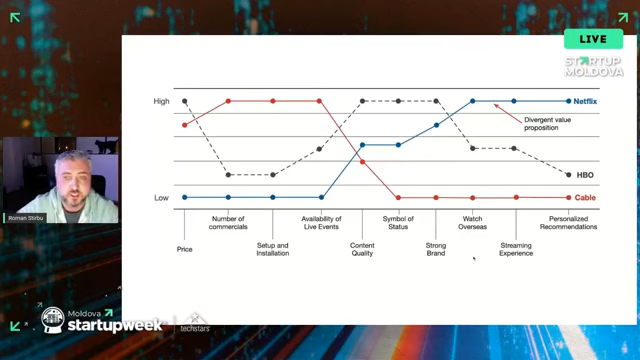 LIVE
STARTUP
MOLDOVA
High
Netflix
Divergent value
proposition
HBO
Low
Cable
Number of
commercials
Availability of
Live Events
Symbol of
Status
Watch
Overseas
Personalized
Recommendations
Price
Setup and
Installation
Content
Quality
Strong
Brand
Streaming
Experience
Roman Stirbu
Moldova
startupweek
techstars